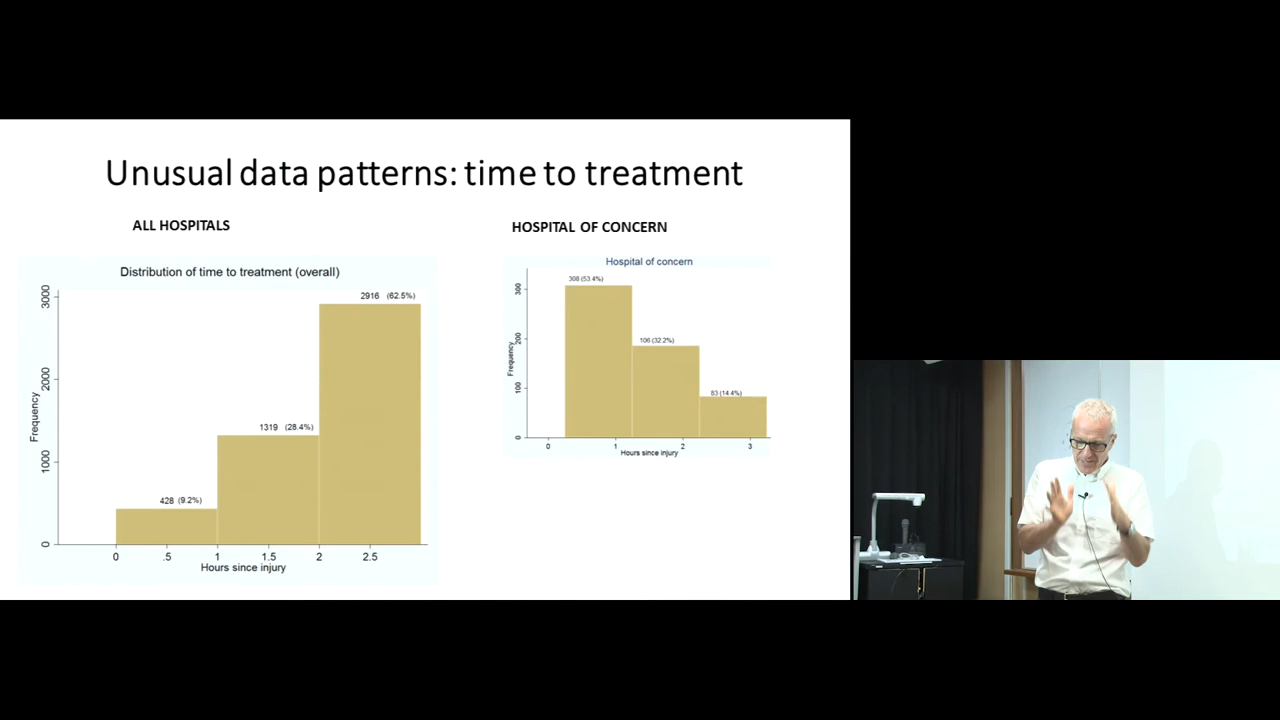 Unusual data patterns: time to treatment
ALL HOSPITALS
HOSPITAL OF CONCERN
Distribution of time to treatment (overall)
Frequency
3000
2000
1000
0
428 (9.2%)
1319 (28.4%)
2916 (62.5%)
0 .5 1 1.5 2 2.5
Hours since injury
Hospital of concern
Frequency
300
200
100
0
308 (53.4%)
106 (32.2%)
83 (14.4%)
0 1 2 3
Hours since injury